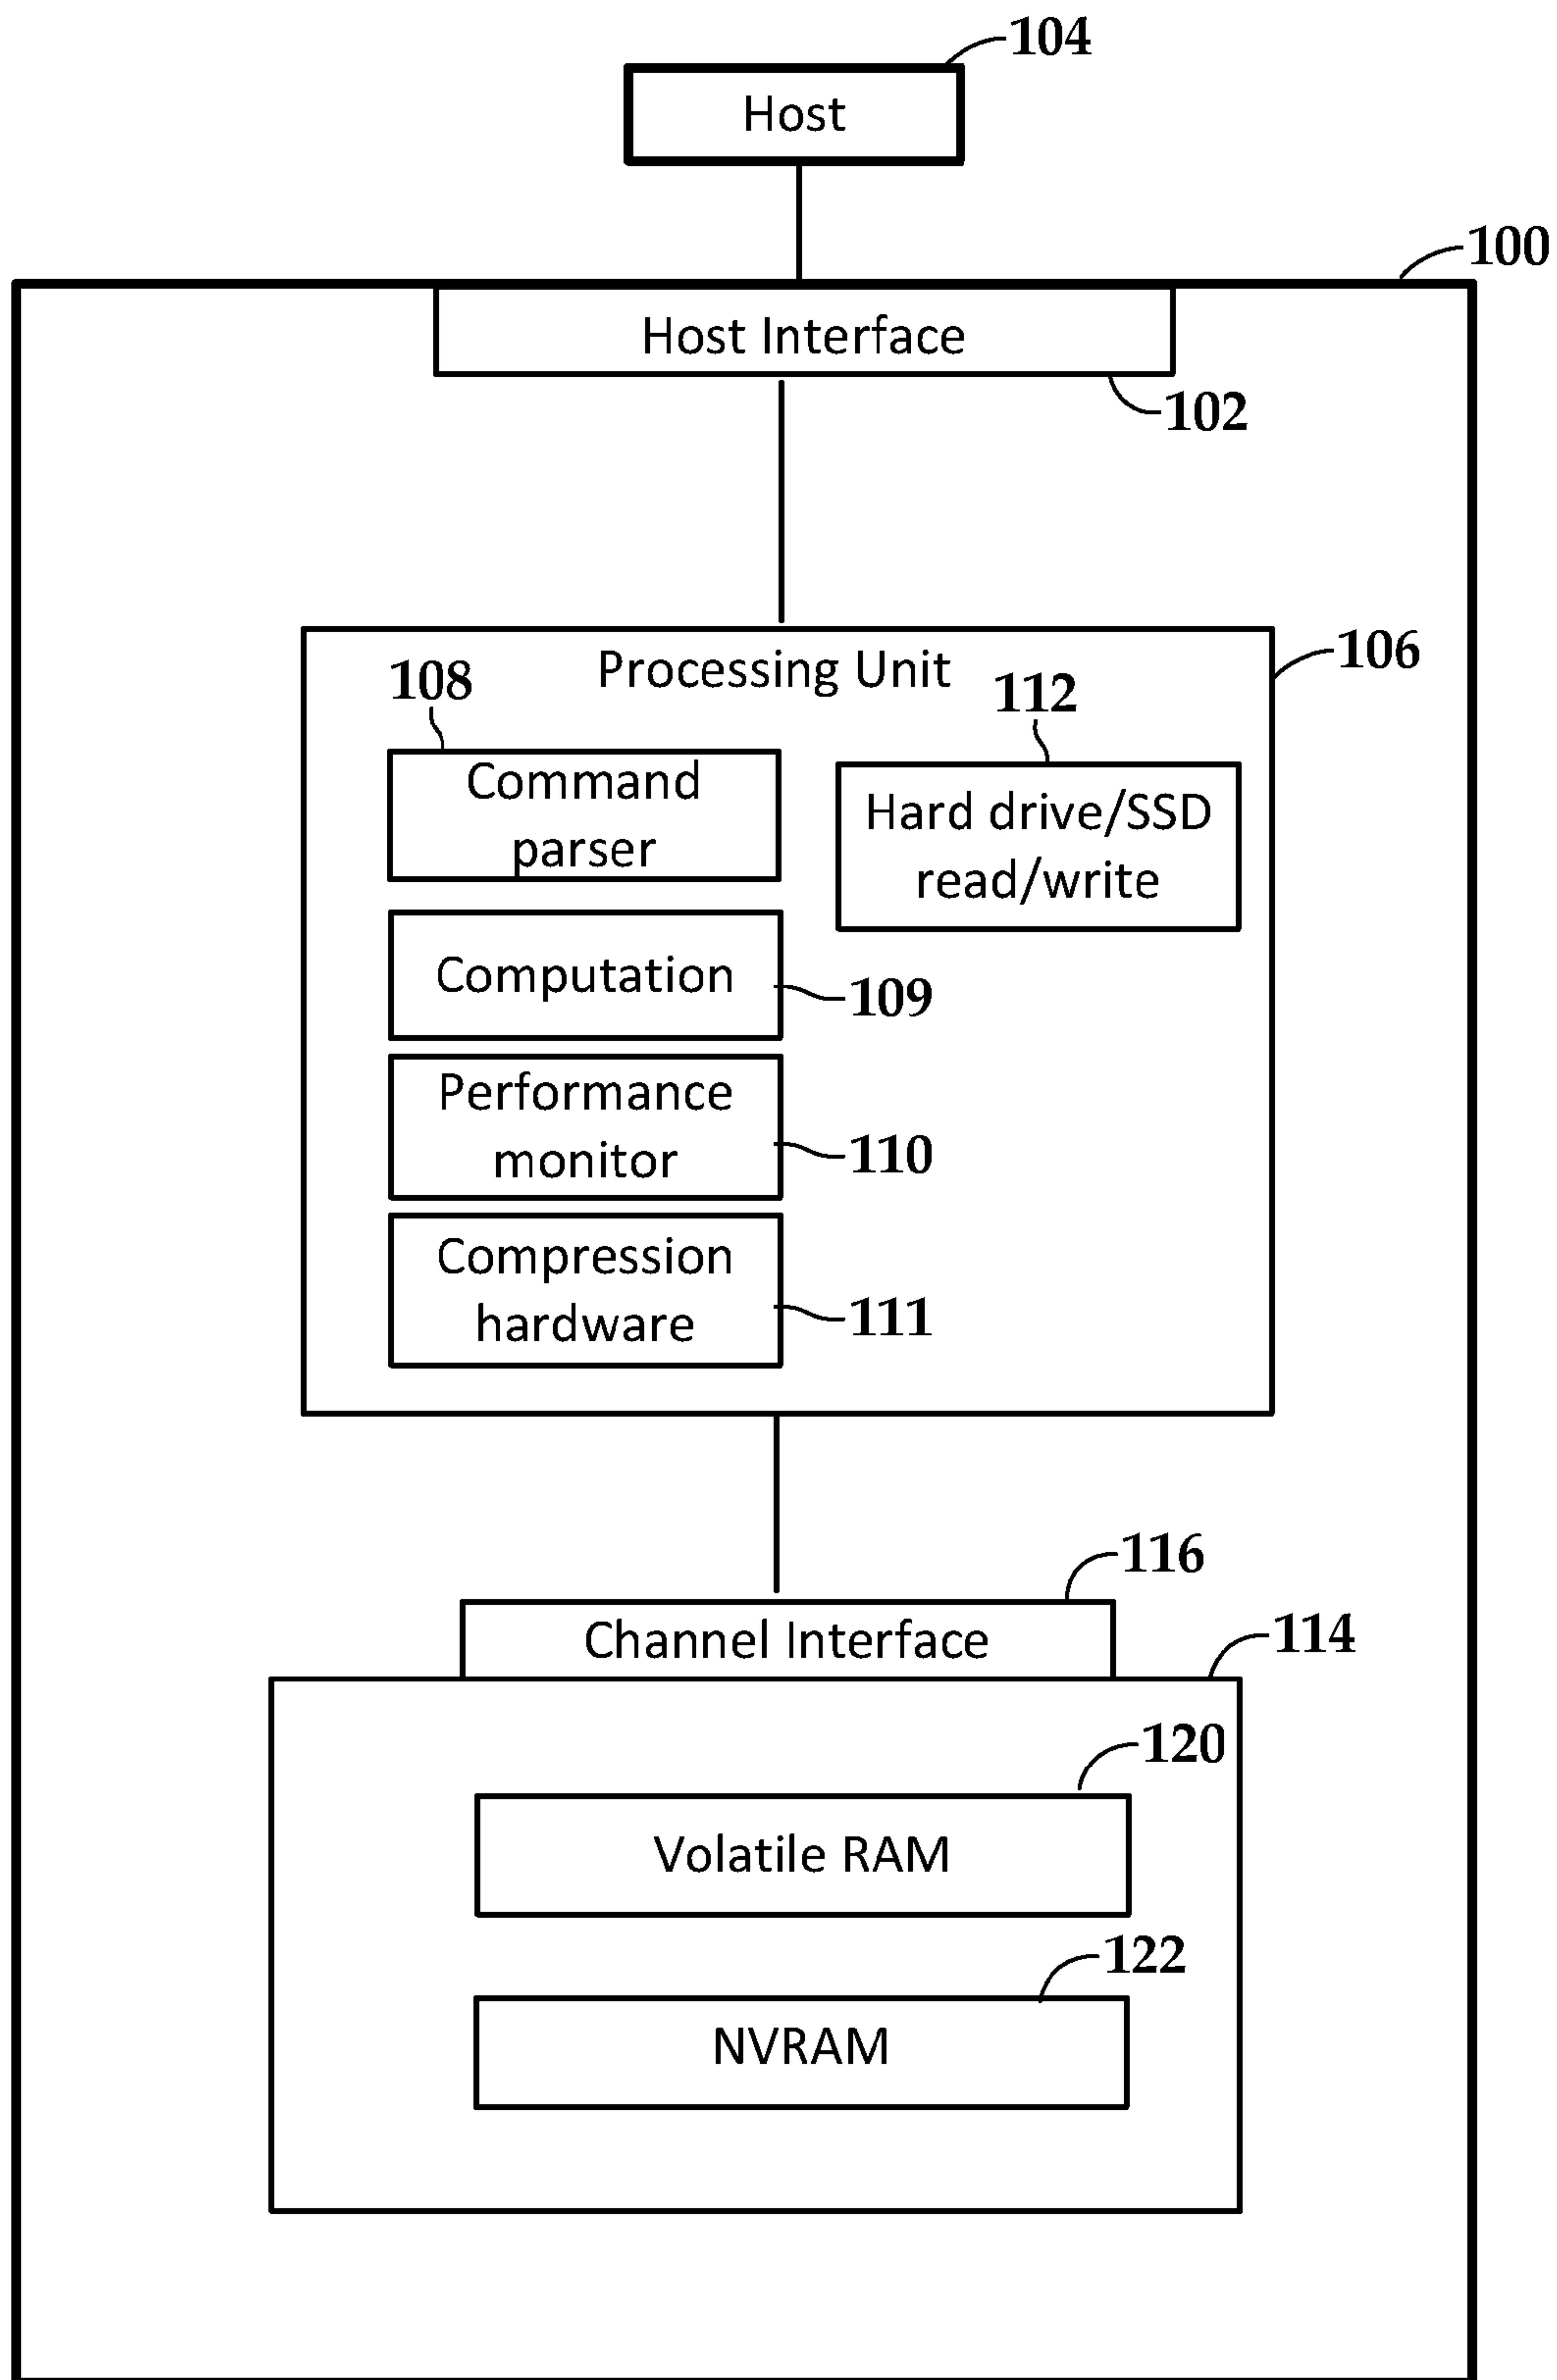 104
Host
100
Host Interface
102
Processing Unit
106
108
112
Command
parser
Hard drive/SSD
read/write
Computation
109
Performance
monitor
110
Compression
hardware
111
116
Channel Interface
114
120
Volatile RAM
122
NVRAM